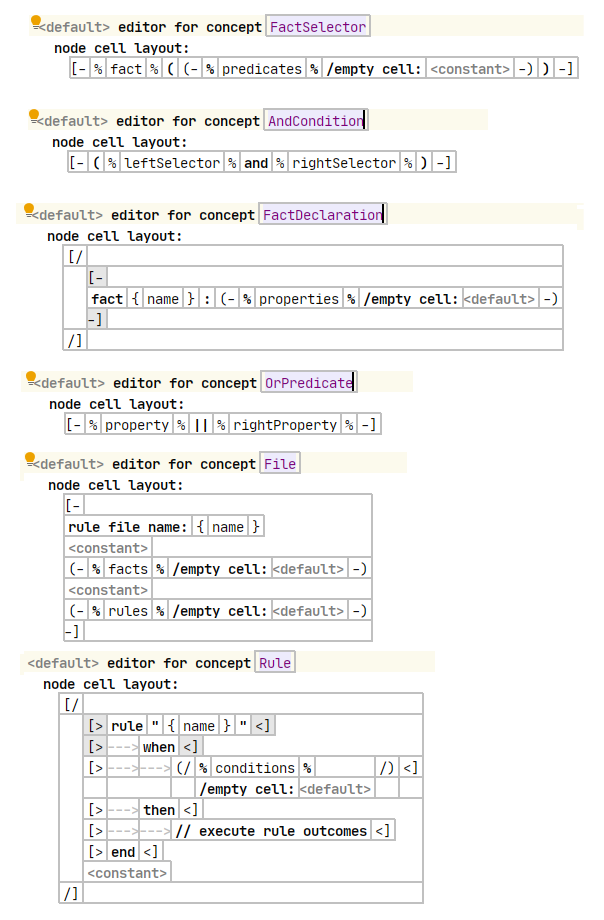 <default> editor for concept FactSelector
node cell layout:
[- % fact % ( (- % predicates % /empty cell: <constant> -) ) -]
<default> editor for concept AndCondition
node cell layout:
[- ( % leftSelector % and % rightSelector % ) -]
<default> editor for concept FactDeclaration
node cell layout:
[/
[-
fact { name } : (- % properties % /empty cell: <default> -)
-]
/]
<default> editor for concept OrPredicate
node cell layout:
[- % property % || % rightProperty % -]
<default> editor for concept File
node cell layout:
[-
rule file name: { name }
<constant>
(- % facts % /empty cell: <default> -)
<constant>
(- % rules % /empty cell: <default> -)
-]
<default> editor for concept Rule
node cell layout:
[/
[> rule " { name } " <]
[> ---> when <]
[> ---> ---> (/ % conditions % /) <]
/empty cell: <default>
[> ---> then <]
[> ---> ---> // execute rule outcomes <]
[> end <]
<constant>
/]